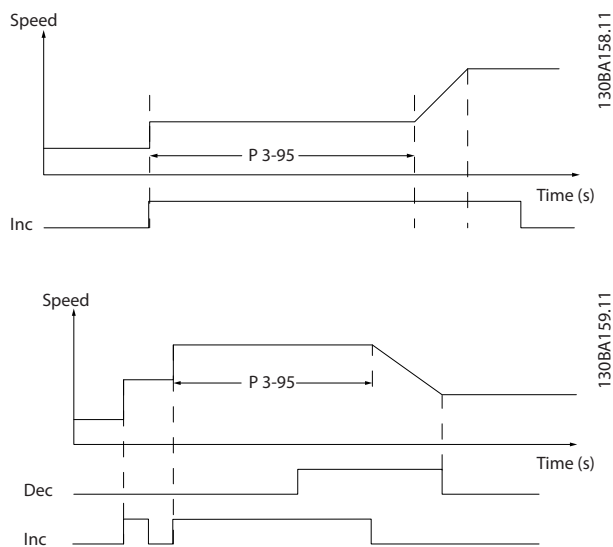 Speed
130BA158.11
P 3-95
Time (s)
Inc
Speed
130BA159.11
P 3-95
Time (s)
Dec
Inc